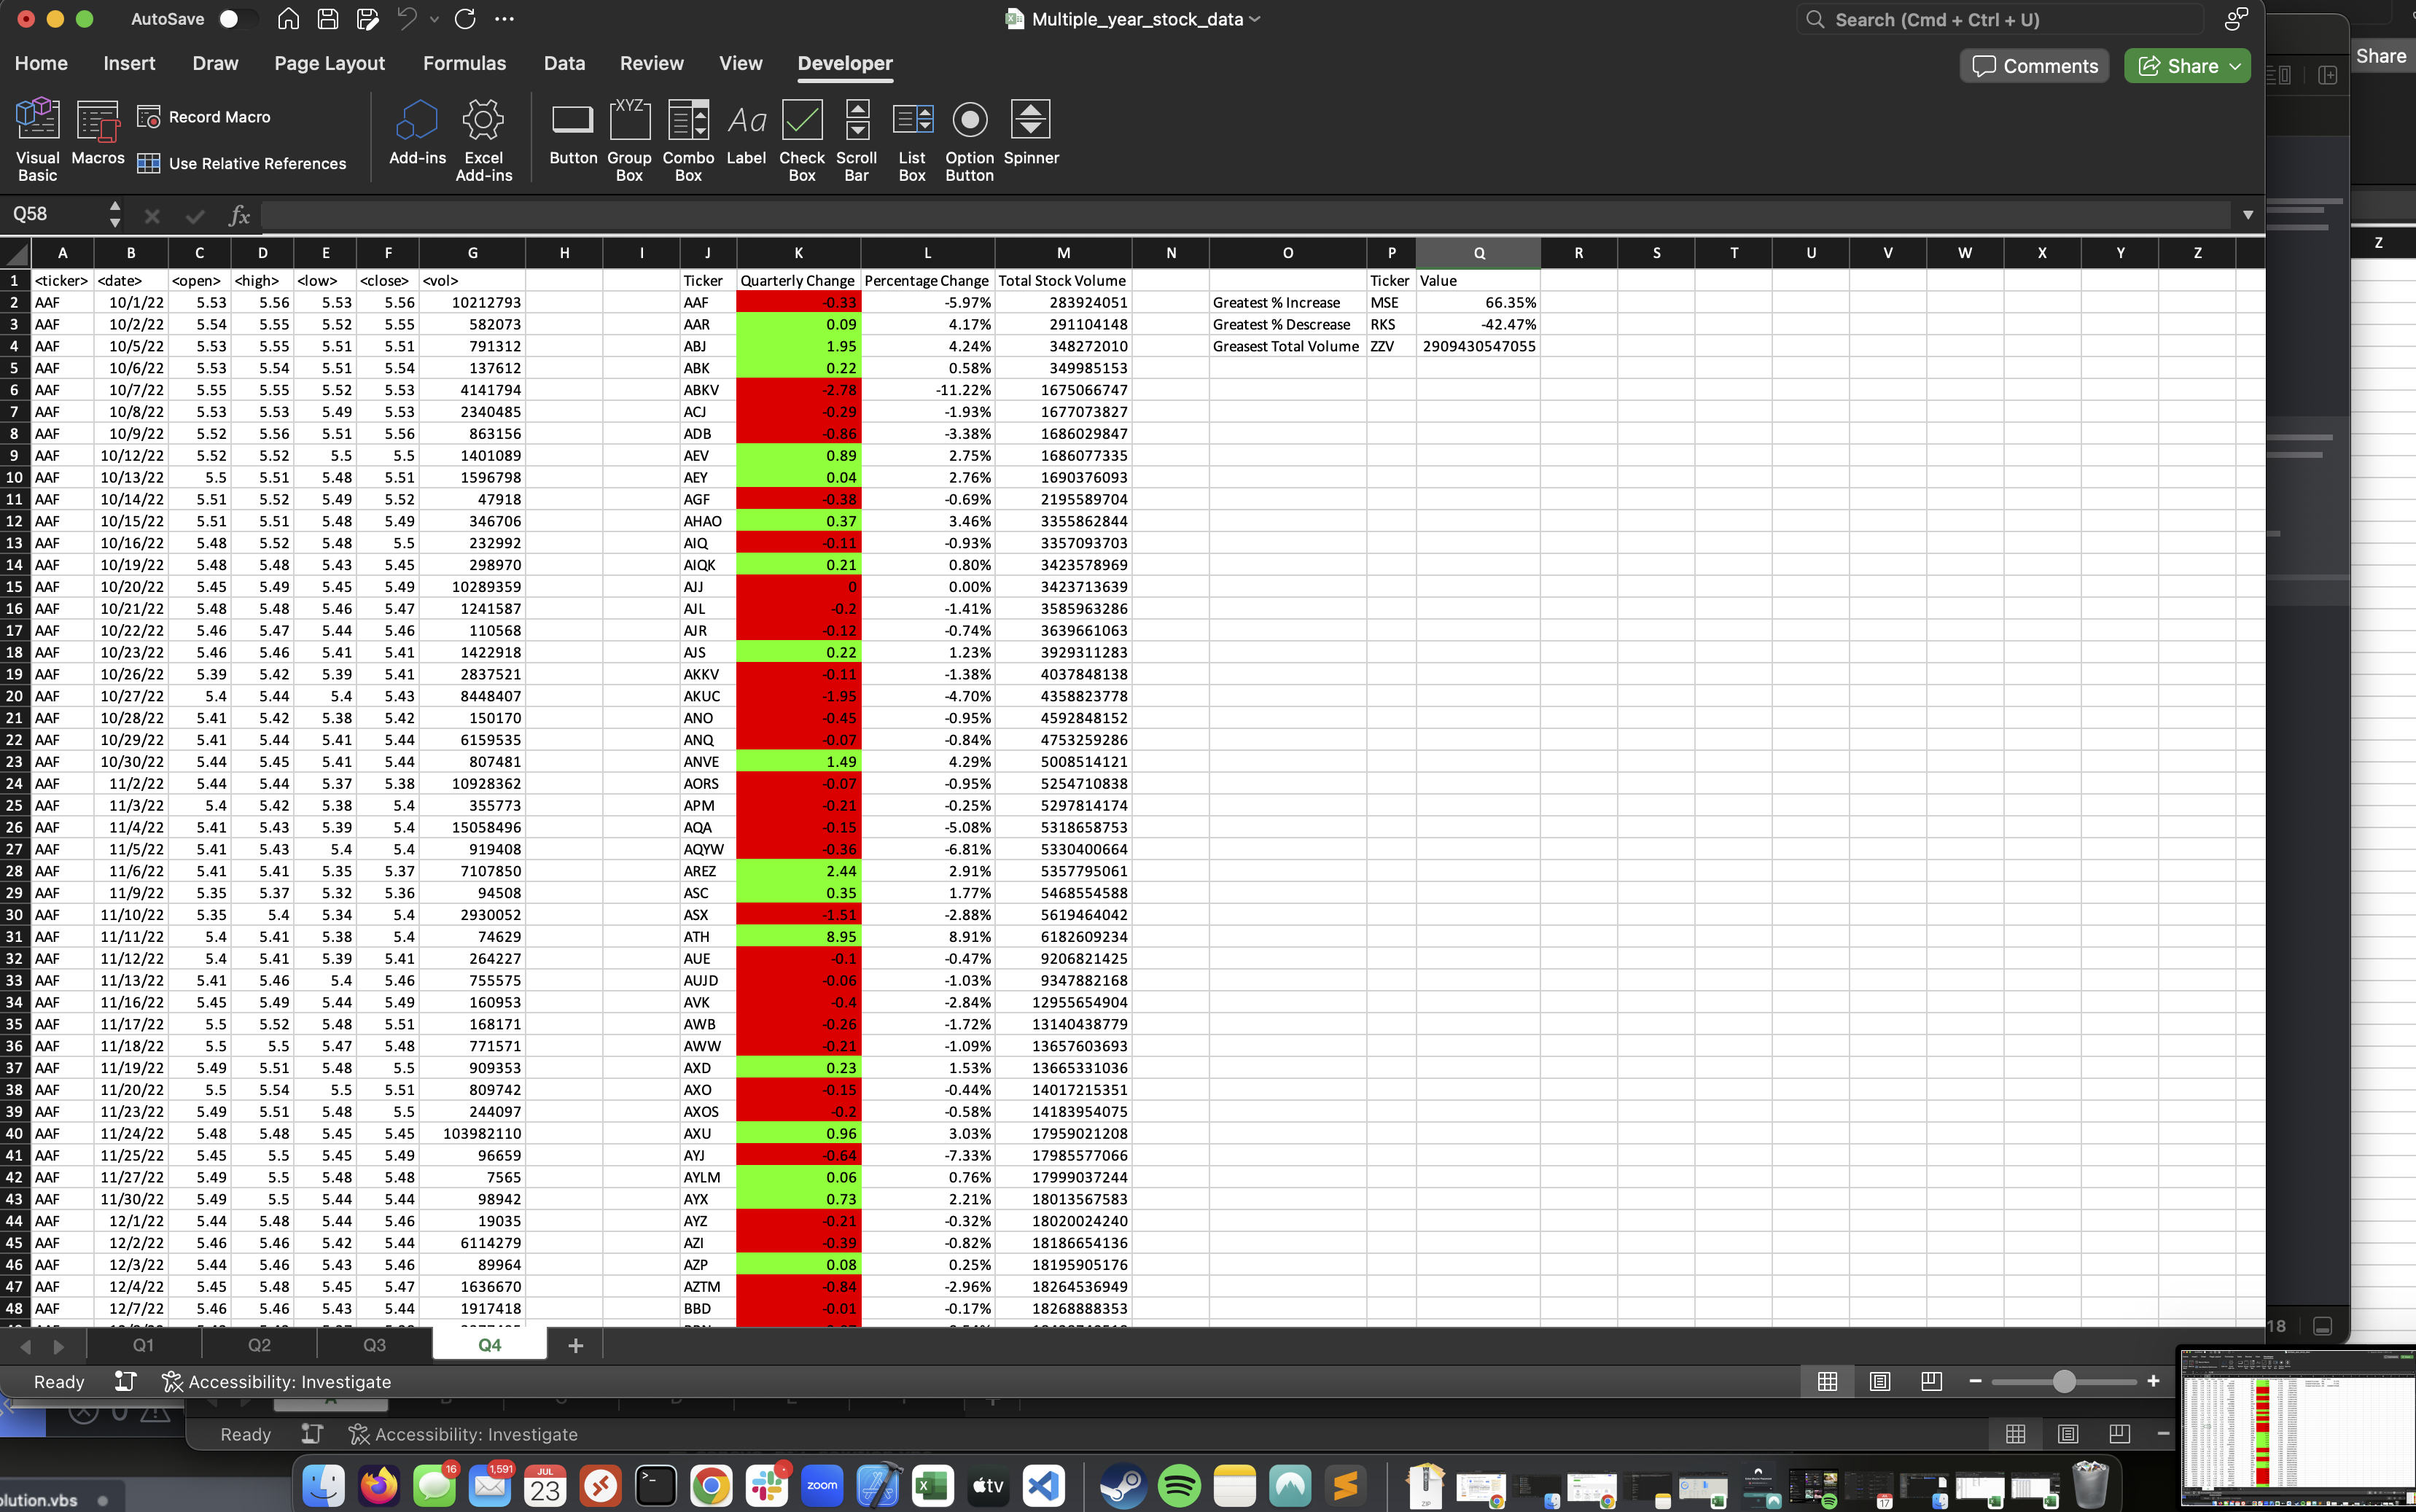 AutoSave
Multiple_year_stock_data
Search (Cmd + Ctrl + U)
Home Insert Draw Page Layout Formulas Data Review View Developer Comments Share Share
XYZ Aa
Record Macro
Use Relative References
Visual Basic Macros Add-ins Excel Add-ins Button Group Box Combo Box Label Check Box Scroll Bar List Box Option Button Spinner
Q58 fx
A B C D E F G H I J K L M N O P Q R S T U V W X Y Z Z
1 <ticker> <date> <open> <high> <low> <close> <vol> Ticker Quarterly Change Percentage Change Total Stock Volume Ticker Value
2 AAF 10/1/22 5.53 5.56 5.53 5.56 10212793 AAF -0.33 -5.97% 283924051 Greatest % Increase MSE 66.35%
3 AAF 10/2/22 5.54 5.55 5.52 5.55 582073 AAR 0.09 4.17% 291104148 Greatest % Descrease RKS -42.47%
4 AAF 10/5/22 5.53 5.55 5.51 5.51 791312 ABJ 1.95 4.24% 348272010 Greasest Total Volume ZZV 2909430547055
5 AAF 10/6/22 5.53 5.54 5.51 5.54 137612 ABK 0.22 0.58% 349985153
6 AAF 10/7/22 5.55 5.55 5.52 5.53 4141794 ABKV -2.78 -11.22% 1675066747
7 AAF 10/8/22 5.53 5.53 5.49 5.53 2340485 ACJ -0.29 -1.93% 1677073827
8 AAF 10/9/22 5.52 5.56 5.51 5.56 863156 ADB -0.86 -3.38% 1686029847
9 AAF 10/12/22 5.52 5.52 5.5 5.5 1401089 AEV 0.89 2.75% 1686077335
10 AAF 10/13/22 5.5 5.51 5.48 5.51 1596798 AEY 0.04 2.76% 1690376093
11 AAF 10/14/22 5.51 5.52 5.49 5.52 47918 AGF -0.38 -0.69% 2195589704
12 AAF 10/15/22 5.51 5.51 5.48 5.49 346706 AHAO 0.37 3.46% 3355862844
13 AAF 10/16/22 5.48 5.52 5.48 5.5 232992 AIQ -0.11 -0.93% 3357093703
14 AAF 10/19/22 5.48 5.48 5.43 5.45 298970 AIQK 0.21 0.80% 3423578969
15 AAF 10/20/22 5.45 5.49 5.45 5.49 10289359 AJJ 0 0.00% 3423713639
16 AAF 10/21/22 5.48 5.48 5.46 5.47 1241587 AJL -0.2 -1.41% 3585963286
17 AAF 10/22/22 5.46 5.47 5.44 5.46 110568 AJR -0.12 -0.74% 3639661063
18 AAF 10/23/22 5.46 5.46 5.41 5.41 1422918 AJS 0.22 1.23% 3929311283
19 AAF 10/26/22 5.39 5.42 5.39 5.41 2837521 AKKV -0.11 -1.38% 4037848138
20 AAF 10/27/22 5.4 5.44 5.4 5.43 8448407 AKUC -1.95 -4.70% 4358823778
21 AAF 10/28/22 5.41 5.42 5.38 5.42 150170 ANO -0.45 -0.95% 4592848152
22 AAF 10/29/22 5.41 5.44 5.41 5.44 6159535 ANQ -0.07 -0.84% 4753259286
23 AAF 10/30/22 5.44 5.45 5.41 5.44 807481 ANVE 1.49 4.29% 5008514121
24 AAF 11/2/22 5.44 5.44 5.37 5.38 10928362 AORS -0.07 -0.95% 5254710838
25 AAF 11/3/22 5.4 5.42 5.38 5.4 355773 APM -0.21 -0.25% 5297814174
26 AAF 11/4/22 5.41 5.43 5.39 5.4 15058496 AQA -0.15 -5.08% 5318658753
27 AAF 11/5/22 5.41 5.43 5.4 5.4 919408 AQYW -0.36 -6.81% 5330400664
28 AAF 11/6/22 5.41 5.41 5.35 5.37 7107850 AREZ 2.44 2.91% 5357795061
29 AAF 11/9/22 5.35 5.37 5.32 5.36 94508 ASC 0.35 1.77% 5468554588
30 AAF 11/10/22 5.35 5.4 5.34 5.4 2930052 ASX -1.51 -2.88% 5619464042
31 AAF 11/11/22 5.4 5.41 5.38 5.4 74629 ATH 8.95 8.91% 6182609234
32 AAF 11/12/22 5.4 5.41 5.39 5.41 264227 AUE -0.1 -0.47% 9206821425
33 AAF 11/13/22 5.41 5.46 5.4 5.46 755575 AUJD -0.06 -1.03% 9347882168
34 AAF 11/16/22 5.45 5.49 5.44 5.49 160953 AVK -0.4 -2.84% 12955654904
35 AAF 11/17/22 5.5 5.52 5.48 5.51 168171 AWB -0.26 -1.72% 13140438779
36 AAF 11/18/22 5.5 5.5 5.47 5.48 771571 AWW -0.21 -1.09% 13657603693
37 AAF 11/19/22 5.49 5.51 5.48 5.5 909353 AXD 0.23 1.53% 13665331036
38 AAF 11/20/22 5.5 5.54 5.5 5.51 809742 AXO -0.15 -0.44% 14017215351
39 AAF 11/23/22 5.49 5.51 5.48 5.5 244097 AXOS -0.2 -0.58% 14183954075
40 AAF 11/24/22 5.48 5.48 5.45 5.45 103982110 AXU 0.96 3.03% 17959021208
41 AAF 11/25/22 5.45 5.5 5.45 5.49 96659 AYJ -0.64 -7.33% 17985577066
42 AAF 11/27/22 5.49 5.5 5.48 5.48 7565 AYLM 0.06 0.76% 17999037244
43 AAF 11/30/22 5.49 5.5 5.44 5.44 98942 AYX 0.73 2.21% 18013567583
44 AAF 12/1/22 5.44 5.48 5.44 5.46 19035 AYZ -0.21 -0.32% 18020024240
45 AAF 12/2/22 5.46 5.46 5.42 5.44 6114279 AZI -0.39 -0.82% 18186654136
46 AAF 12/3/22 5.44 5.46 5.43 5.46 89964 AZP 0.08 0.25% 18195905176
47 AAF 12/4/22 5.45 5.48 5.45 5.47 1636670 AZTM -0.84 -2.96% 18264536949
48 AAF 12/7/22 5.46 5.46 5.43 5.44 1917418 BBD -0.01 -0.17% 18268888353
Q1 Q2 Q3 Q4 + 18
Ready Accessibility: Investigate
Ready Accessibility: Investigate
16 1,591 JUL 23 zoom tv ZIP 17
olution.vbs